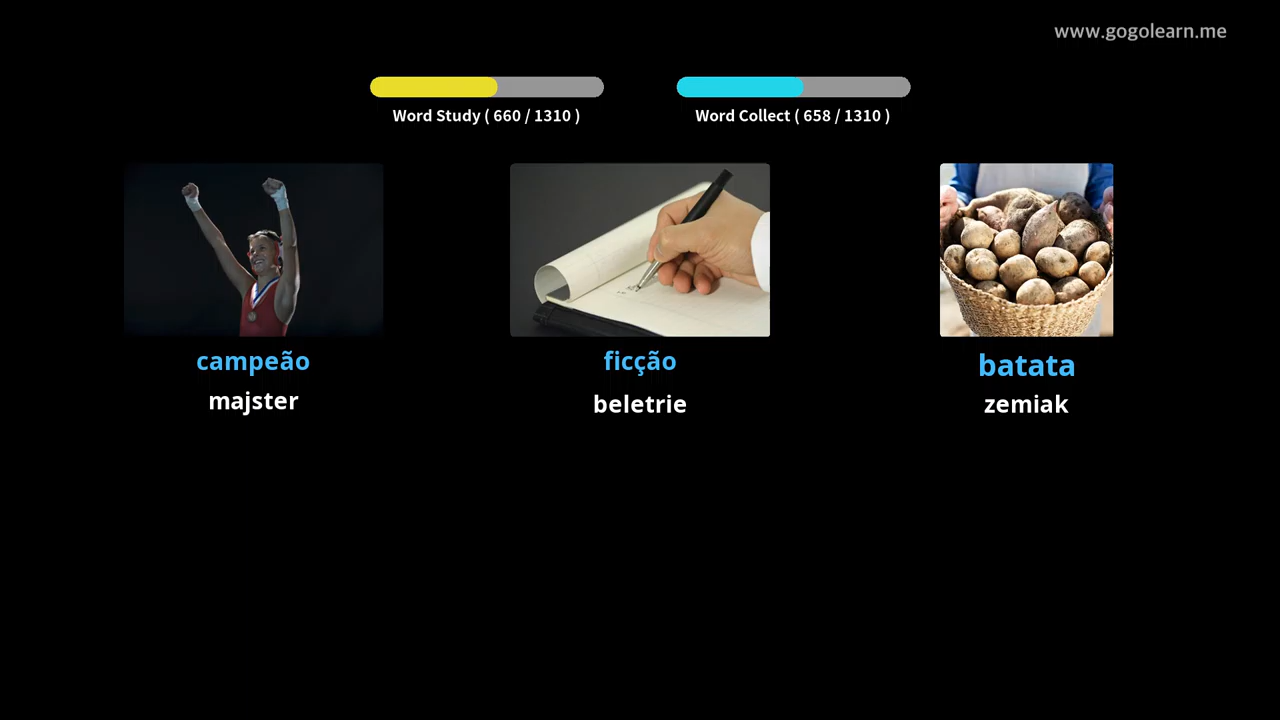 www.gogolearn.me
Word Study ( 660 / 1310 )
Word Collect ( 658 / 1310 )
campeão
ficção
batata
majster
beletrie
zemiak